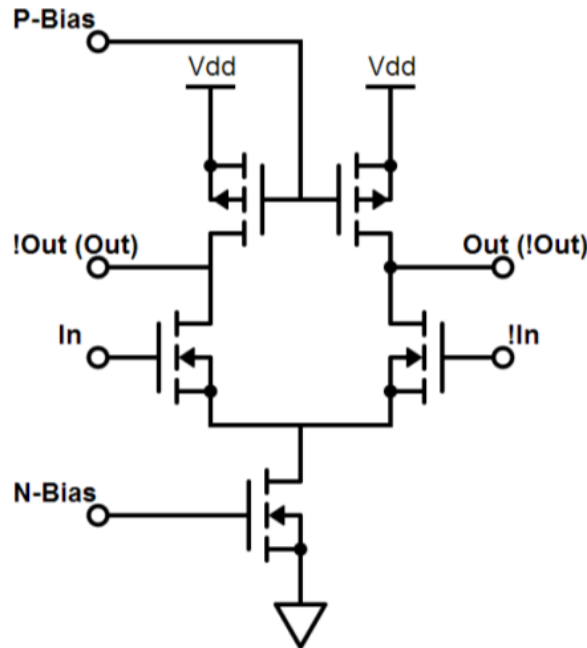 P-Bias
Vdd Vdd
!Out (Out) Out (!Out)
In !In
N-Bias